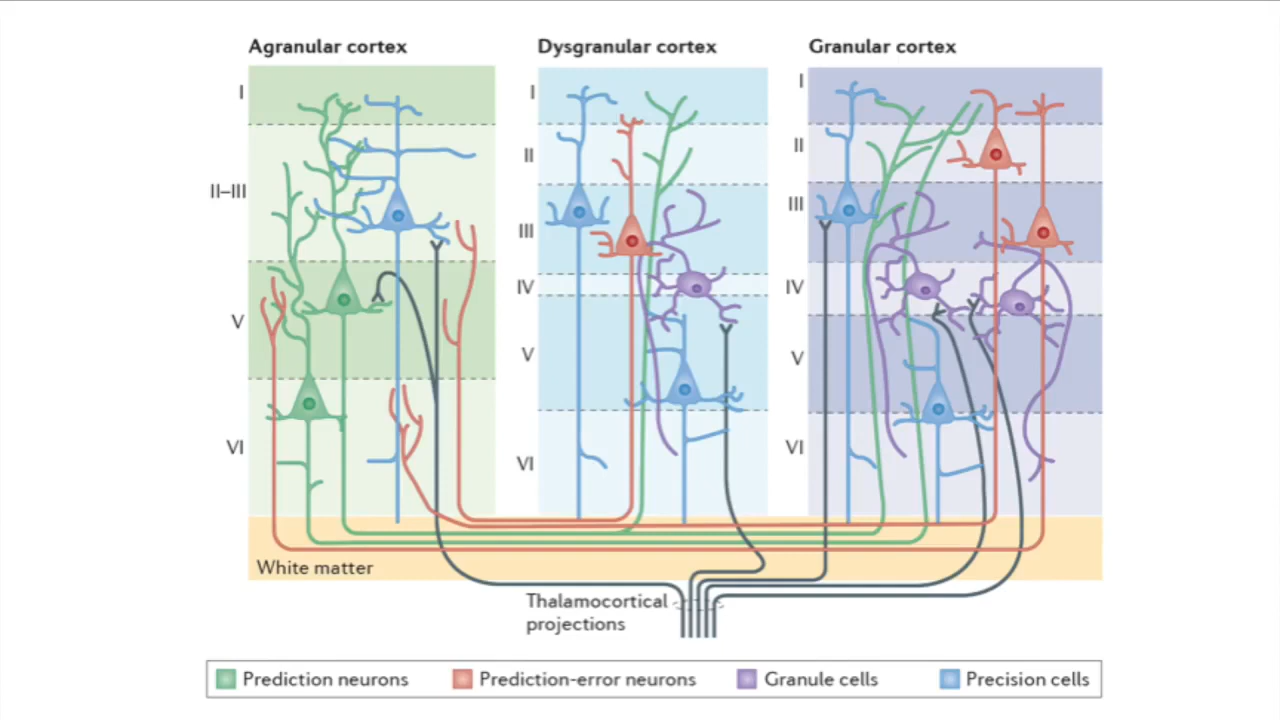 Agranular cortex
Dysgranular cortex
Granular cortex
I
II–III
V
VI
I
II
III
IV
V
VI
I
II
III
IV
V
VI
White matter
Thalamocortical
projections
Prediction neurons
Prediction-error neurons
Granule cells
Precision cells